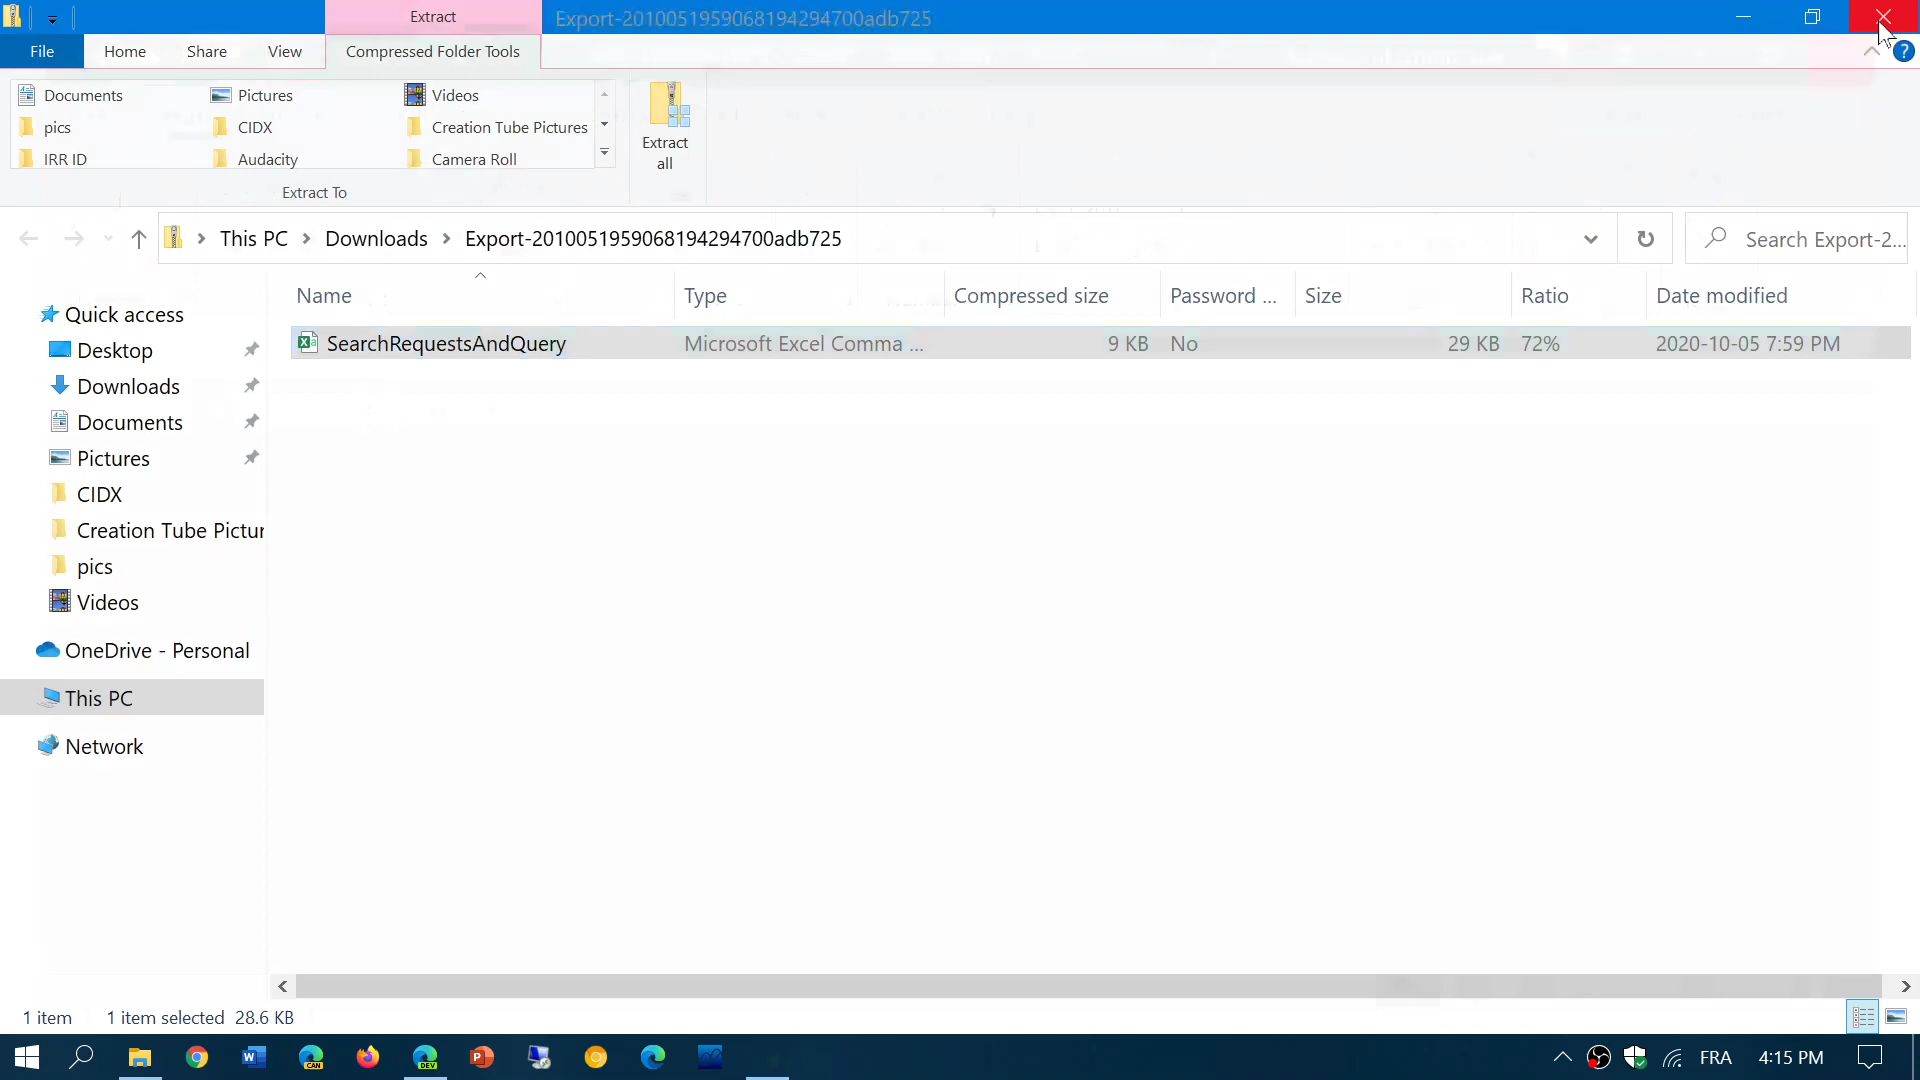 Extract
Export-2010051959068194294700adb725
File
Home
Share
View
Compressed Folder Tools
Documents
Pictures
Videos
pics
CIDX
Creation Tube Pictures
IRR ID
Audacity
Camera Roll
Extract To
Extract
all
This PC
Downloads
Export-2010051959068194294700adb725
Search Export-2...
Name
Type
Compressed size
Password ...
Size
Ratio
Date modified
SearchRequestsAndQuery
Microsoft Excel Comma ...
9 KB
No
29 KB
72%
2020-10-05 7:59 PM
Quick access
Desktop
Downloads
Documents
Pictures
CIDX
Creation Tube Pictur
pics
Videos
OneDrive - Personal
This PC
Network
1 item
1 item selected 28.6 KB
CAN
DEV
FRA
4:15 PM